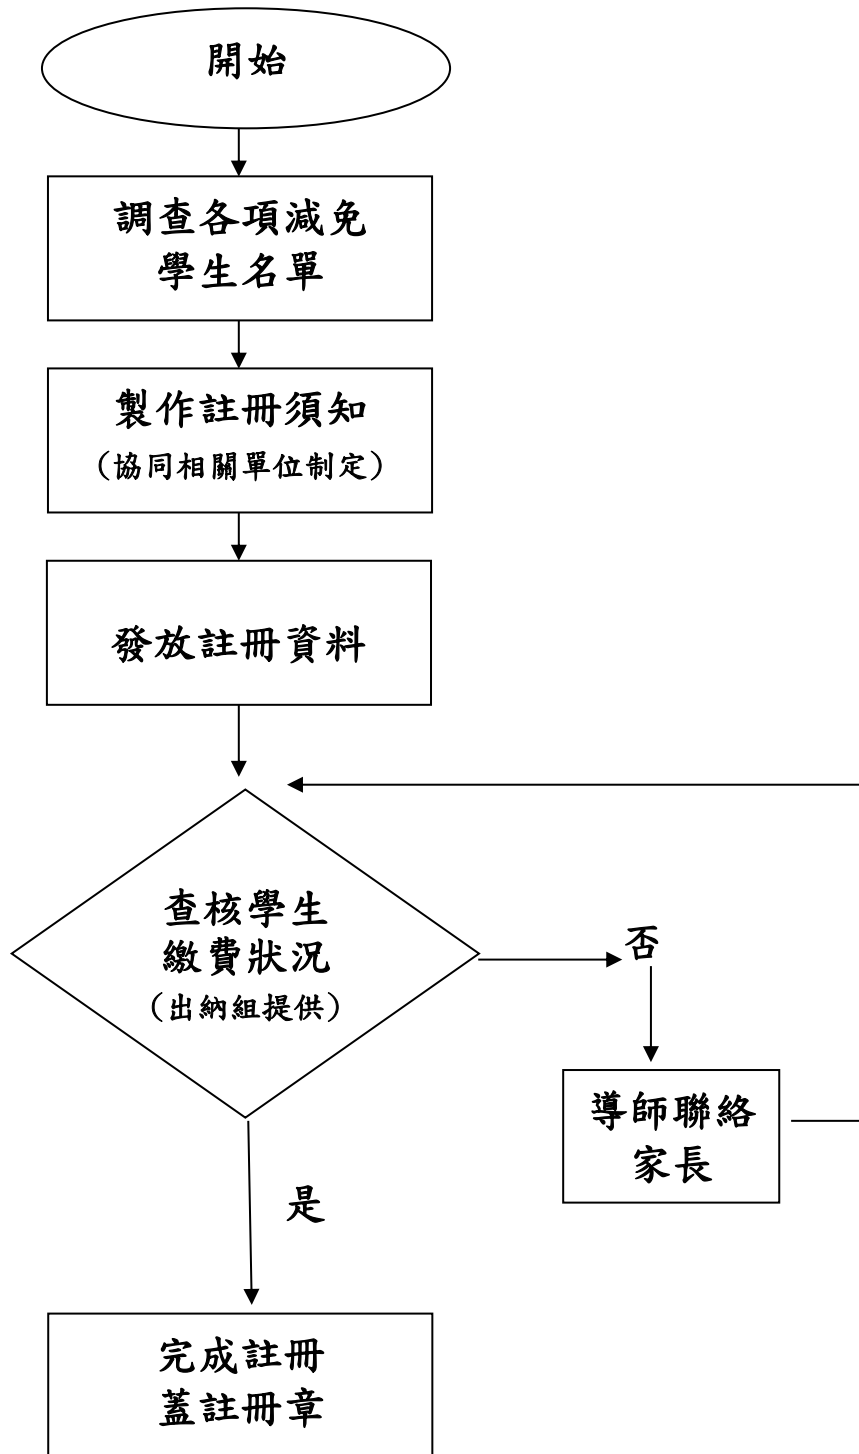 開始
調查各項減免
學生名單
製作註冊須知
（協同相關單位制定）
發放註冊資料
查核學生
繳費狀況
（出納組提供）
否
導師聯絡
家長
是
完成註冊
蓋註冊章